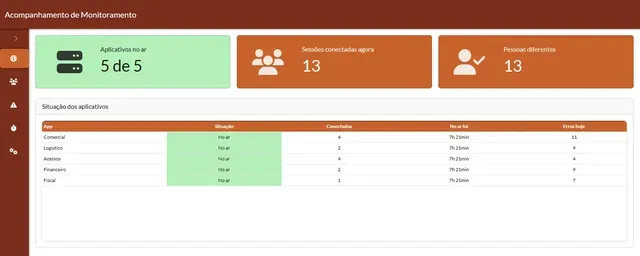 Acompanhamento de Monitoramento
Aplicativos no ar
5 de 5
Sessões conectadas agora
13
Pessoas diferentes
13
Situação dos aplicativos
App Situação Conectados No ar há Erros hoje
Comercial No ar 4 7h 21min 11
Logístico No ar 2 7h 21min 9
Acessos No ar 4 7h 21min 4
Financeiro No ar 2 7h 21min 9
Fiscal No ar 1 7h 21min 7